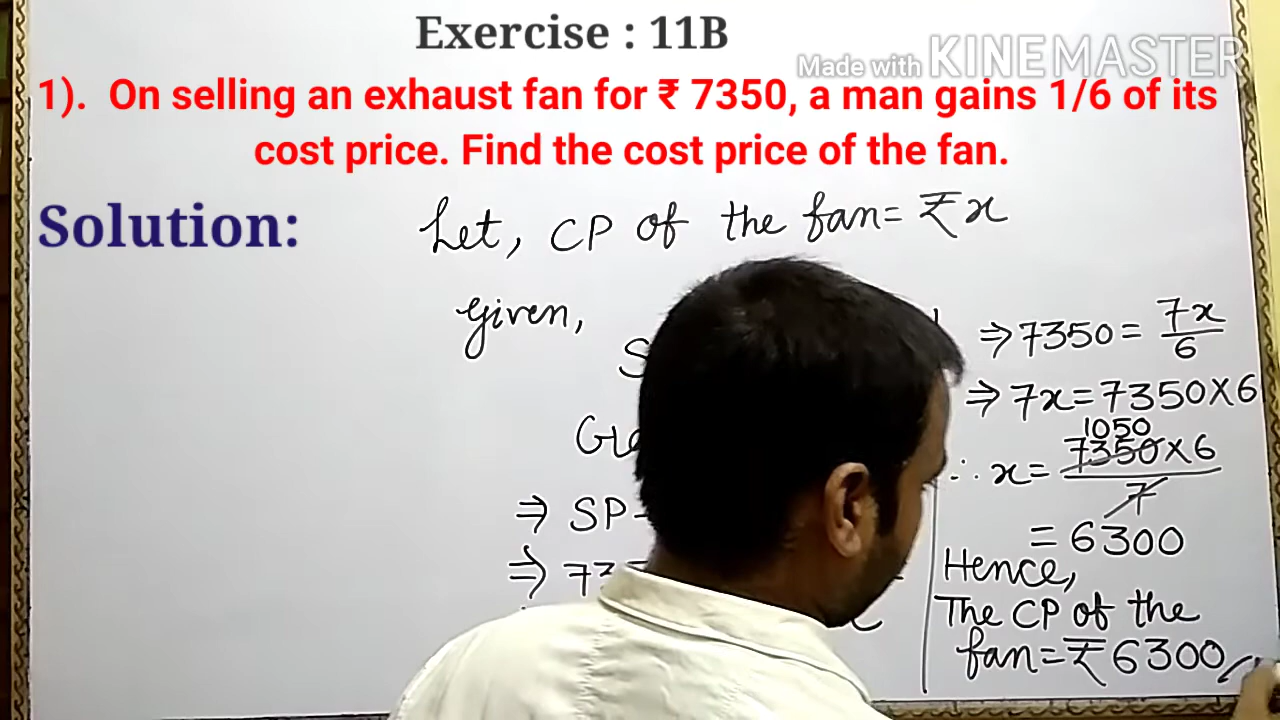 Exercise : 11B
Made with KINEMASTER
1). On selling an exhaust fan for ₹ 7350, a man gains 1/6 of its
cost price. Find the cost price of the fan.
Solution:
Let, CP of the fan= ₹x
given,
⇒ SP-
⇒7350= 7x/6
⇒7x=7350×6
1050
∴x= 7350×6/7
=6300
Hence,
The CP of the
fan=₹6300